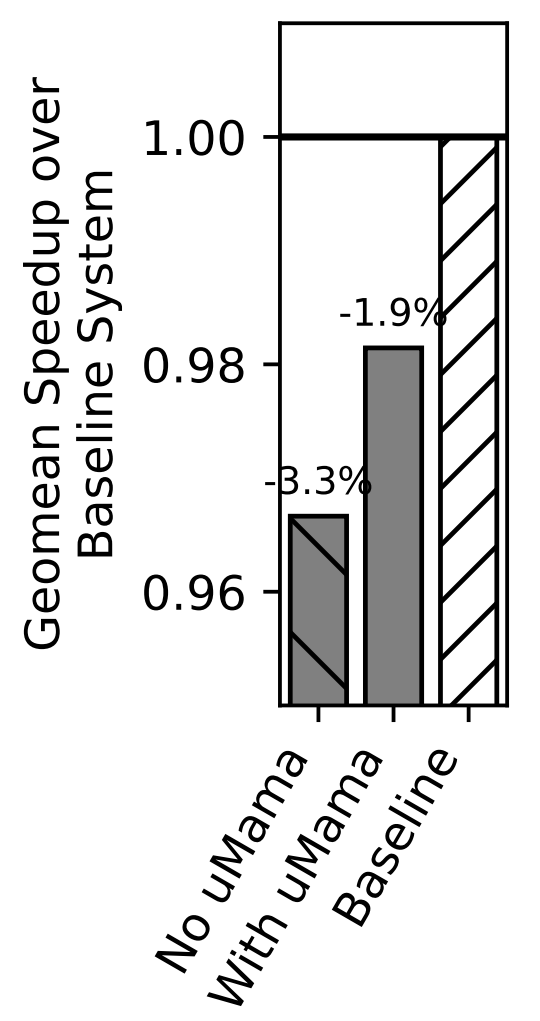 Geomean Speedup over
Baseline System
1.00
0.98
0.96
-1.9%
-3.3%
No uMama
With uMama
Baseline